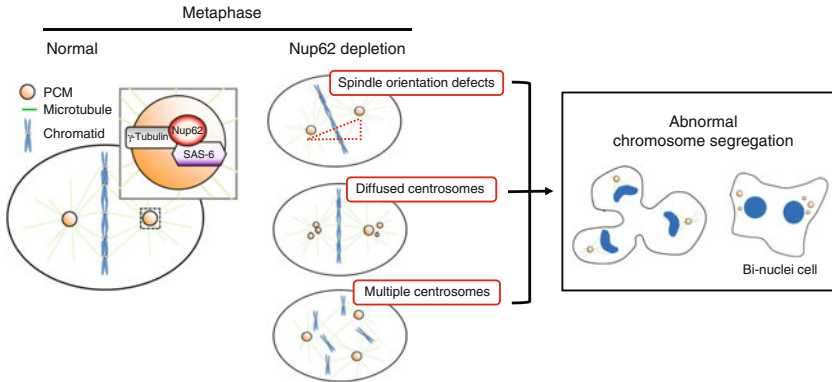 Metaphase
Normal
Nup62 depletion
PCM
Microtubule
Chromatid
γ-Tubulin
Nup62
SAS-6
Spindle orientation defects
Diffused centrosomes
Multiple centrosomes
Abnormal
chromosome segregation
Bi-nuclei cell